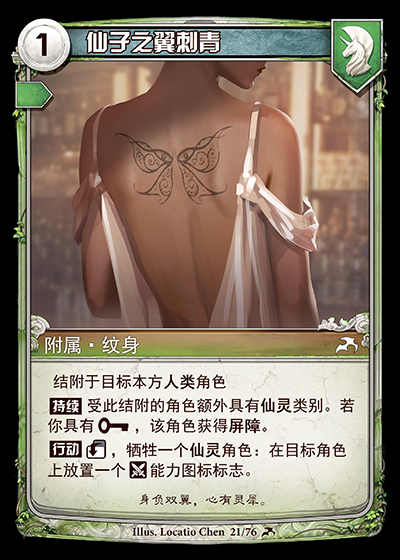 1
仙子之翼刺青
附属·纹身
结附于目标本方人类角色
持续 受此结附的角色额外具有仙灵类别。若
你具有 ，该角色获得屏障。
行动 ，牺牲一个仙灵角色：在目标角色
上放置一个 能力图标标志。
身负双翼，心有灵犀。
Illus. Locatio Chen 21/76